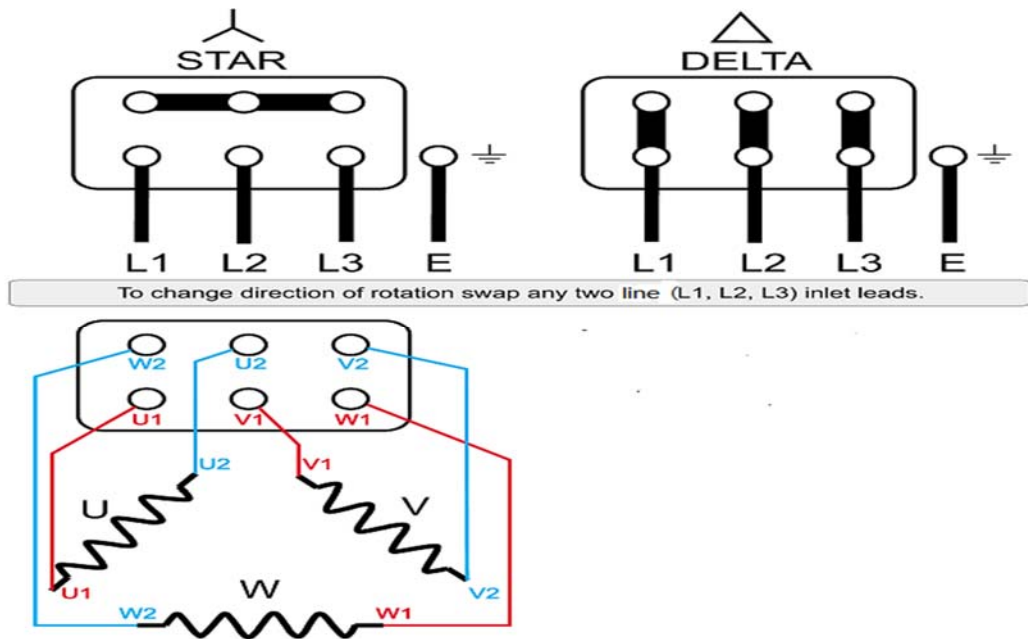 STAR DELTA
L1 L2 L3 E L1 L2 L3 E
To change direction of rotation swap any two line (L1, L2, L3) inlet leads.
W2 U2 V2
U1 V1 W1
U2 V1
U V
U1 V2
W
W2 W1